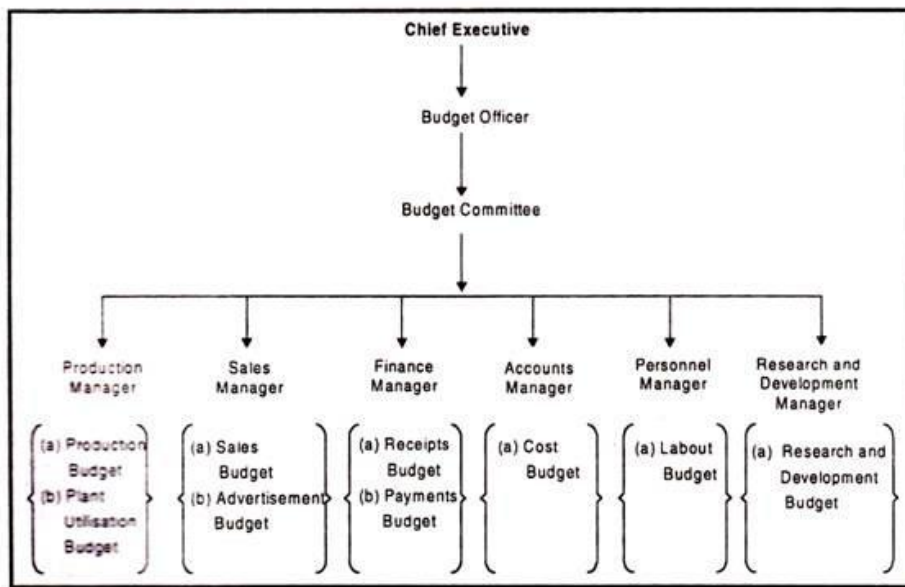 Chief Executive
Budget Officer
Budget Committee
Production
Manager
Sales
Manager
Finance
Manager
Accounts
Manager
Personnel
Manager
Research and
Development
Manager
(a) Production
Budget
(b) Plant
Utilisation
Budget
(a) Sales
Budget
(b) Advertisement
Budget
(a) Receipts
Budget
(b) Payments
Budget
(a) Cost
Budget
(a) Labout
Budget
(a) Research and
Development
Budget